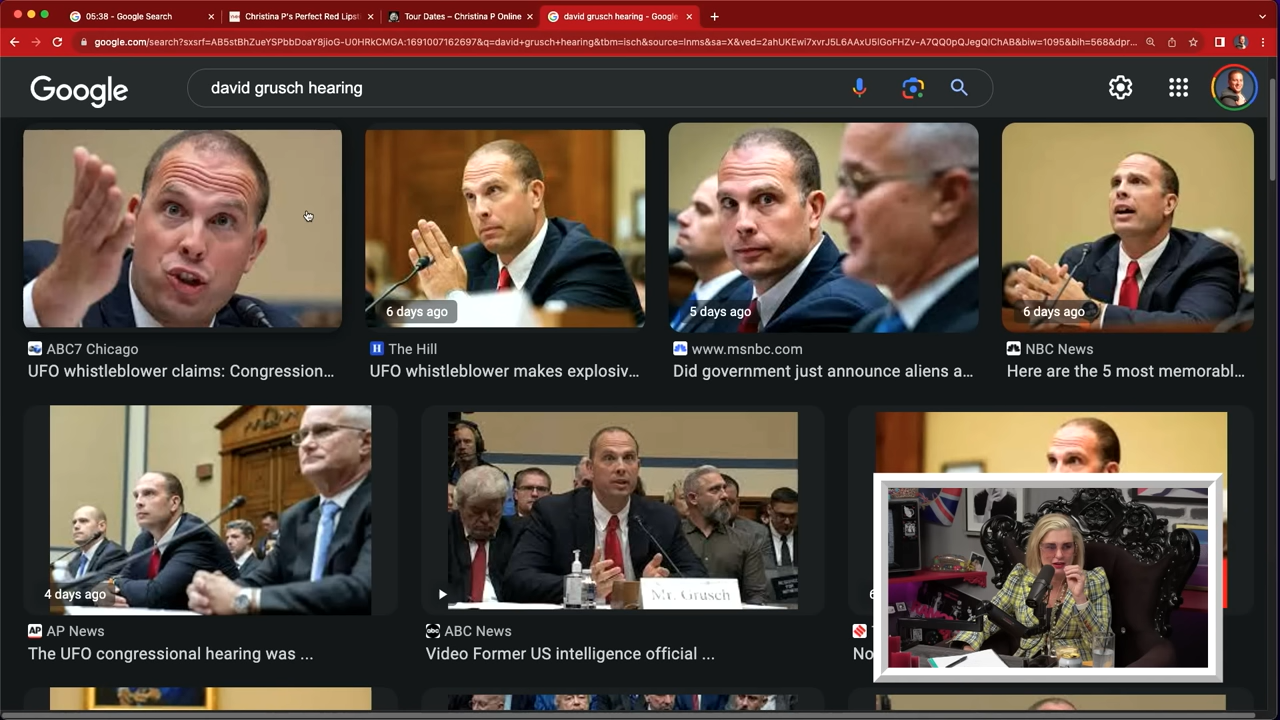 05:38 - Google Search
Christina P's Perfect Red Lipst
Tour Dates – Christina P Online
david grusch hearing - Google
google.com/search?sxsrf=AB5stBhZueYSPbbDoaY8jioG-U0HRkCMGA:1691007162697&q=david+grusch+hearing&tbm=isch&source=lnms&sa=X&ved=2ahUKEwi7xvrJ5L6AAxU5lGoFHZv-A7QQ0pQJegQIChAB&biw=1095&bih=568&dpr...
Google
david grusch hearing
6 days ago
5 days ago
6 days ago
ABC7 Chicago
H The Hill
www.msnbc.com
NBC News
UFO whistleblower claims: Congression...
UFO whistleblower makes explosiv...
Did government just announce aliens a...
Here are the 5 most memorabl...
4 days ago
Mr. Grusch
6
AP AP News
abc ABC News
The UFO congressional hearing was ...
Video Former US intelligence official ...
No